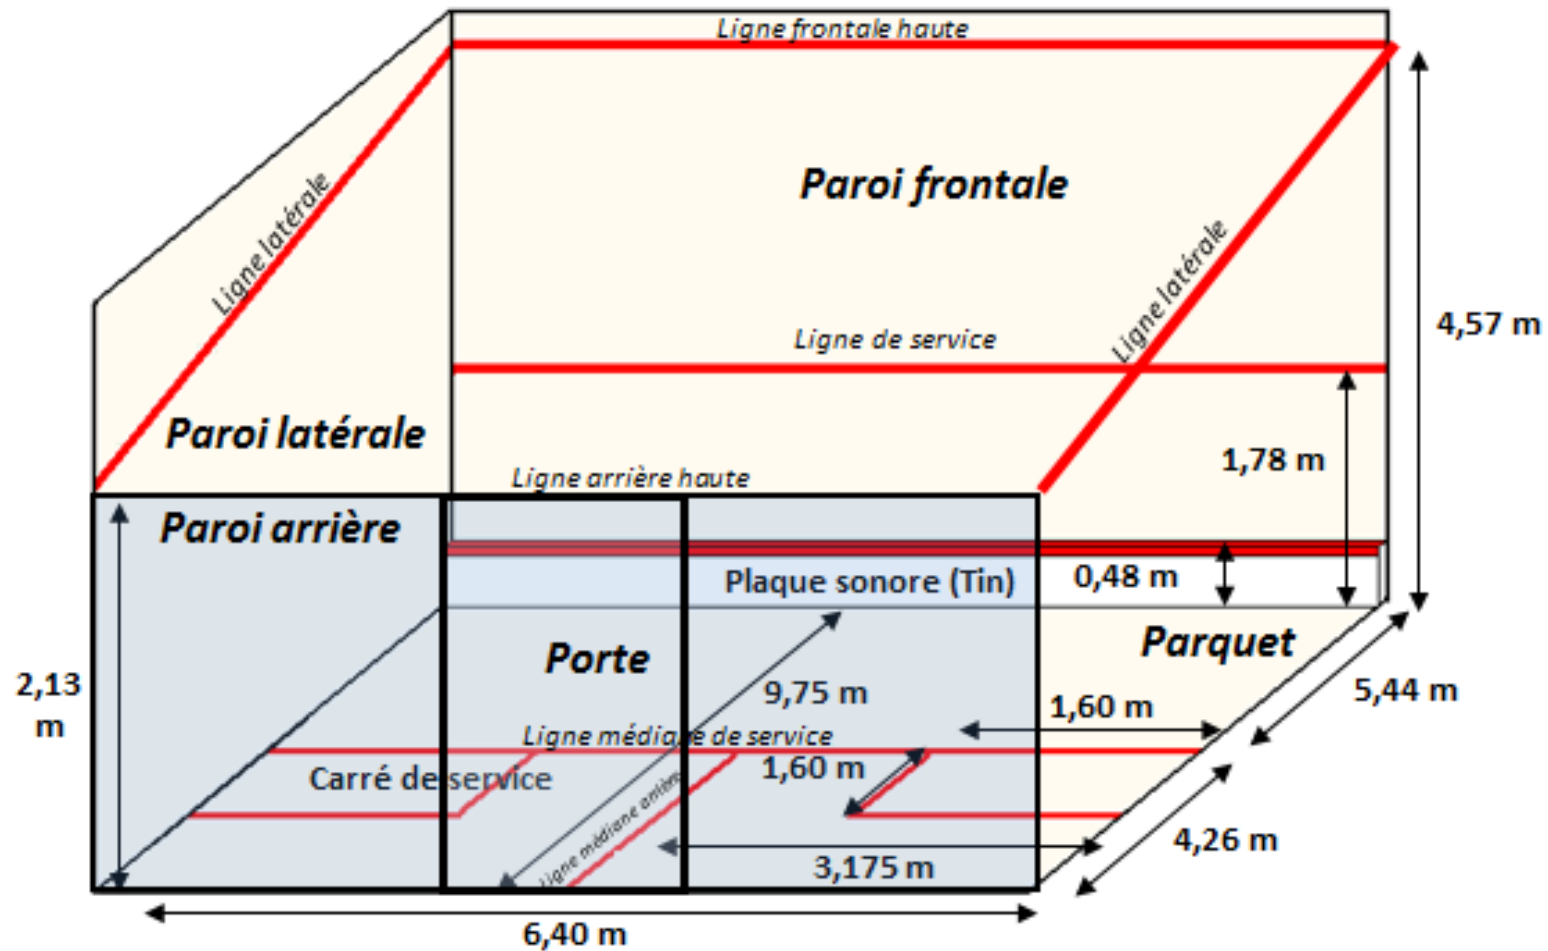 Ligne frontale haute
Paroi frontale
Ligne latérale
Ligne latérale
4,57 m
Ligne de service
Paroi latérale
1,78 m
Ligne arrière haute
Paroi arrière
Plaque sonore (Tin)
0,48 m
Parquet
Porte
2,13
m
9,75 m
5,44 m
1,60 m
Ligne médiane de service
1,60 m
Carré de service
Ligne médiane arrière
4,26 m
3,175 m
6,40 m